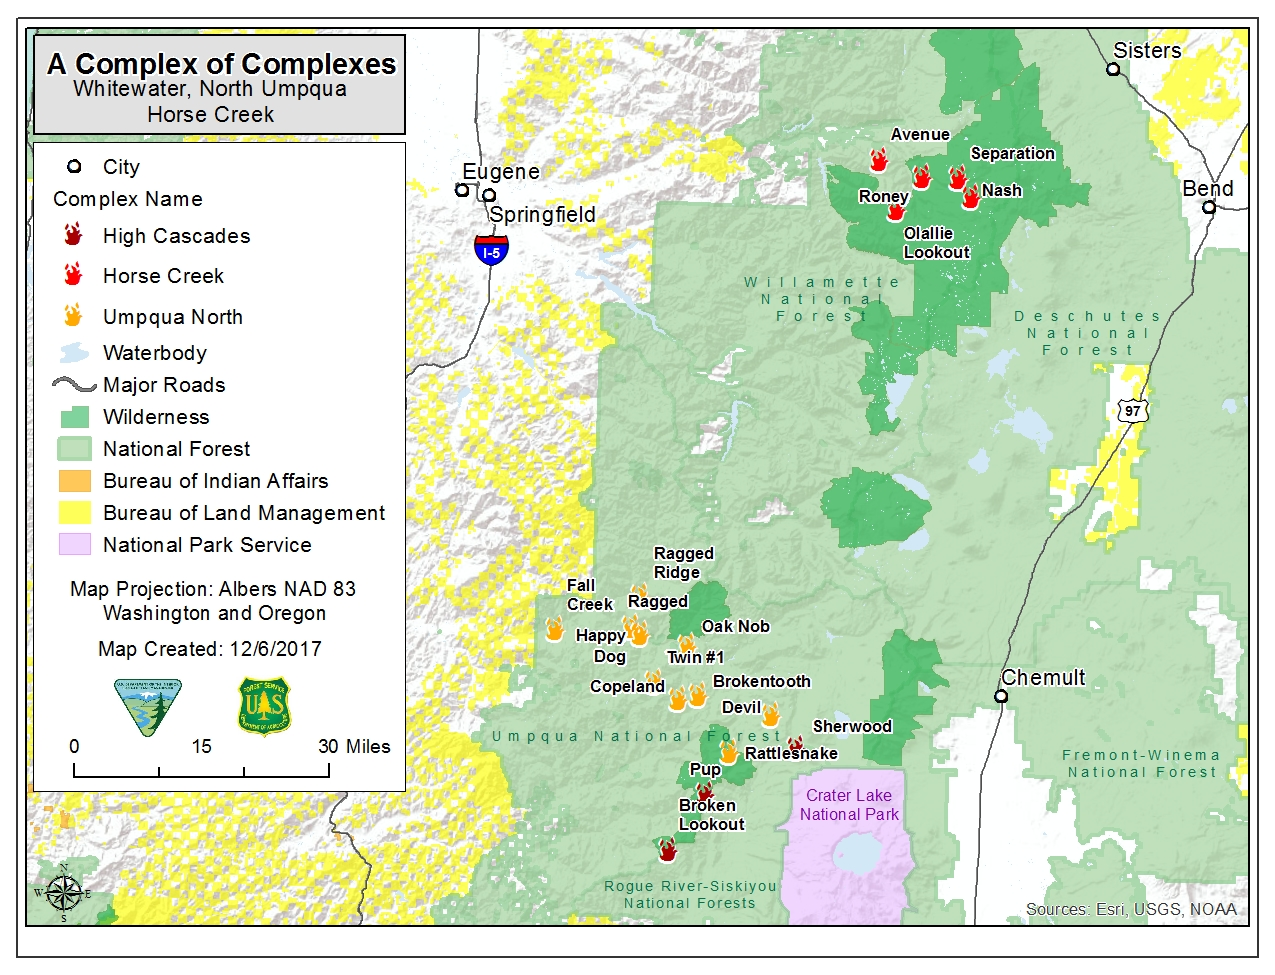 A Complex of Complexes
Whitewater, North Umpqua
Horse Creek
City
Complex Name
High Cascades
Horse Creek
Umpqua North
Waterbody
Major Roads
Wilderness
National Forest
Bureau of Indian Affairs
Bureau of Land Management
National Park Service
Map Projection: Albers NAD 83
Washington and Oregon
Map Created: 12/6/2017
FOREST SERVICE
U S
DEPARTMENT OF AGRICULTURE
0 15 30 Miles
N
W E
S
Sisters
Avenue
Separation
Eugene
Springfield
I-5
Roney
Nash
Bend
Olallie
Lookout
Willamette
National
Forest
Deschutes
National
Forest
97
Ragged
Ridge
Fall
Creek
Ragged
Happy
Dog
Oak Nob
Twin #1
Copeland
Brokentooth
Devil
Chemult
Sherwood
Umpqua National Forest
Rattlesnake
Pup
Broken
Lookout
Crater Lake
National Park
Fremont-Winema
National Forest
Rogue River-Siskiyou
National Forests
Sources: Esri, USGS, NOAA